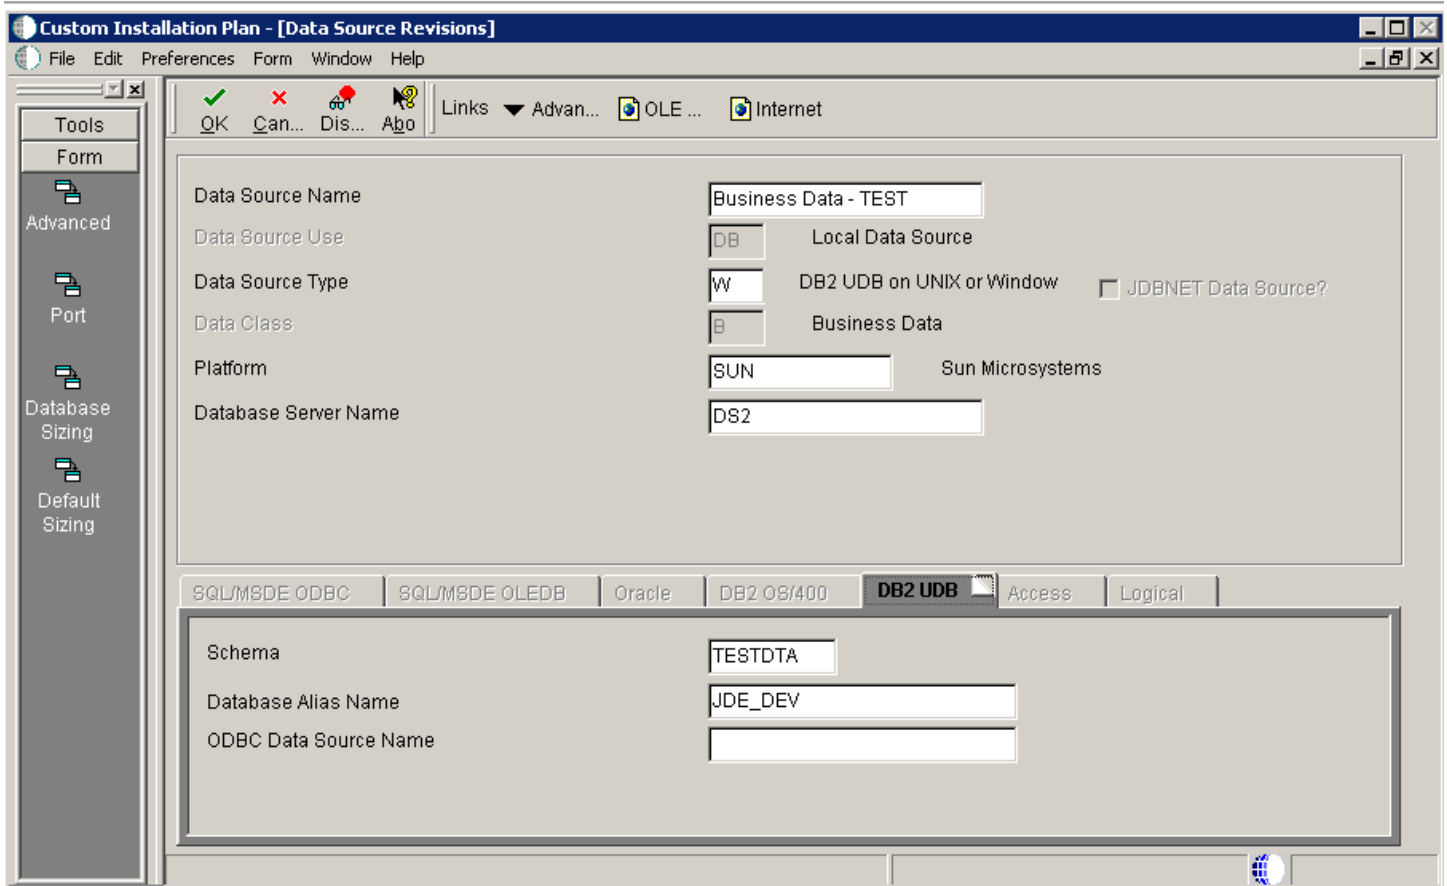 Custom Installation Plan - [Data Source Revisions]
File Edit Preferences Form Window Help
OK Can... Dis... Abo Links Advan... OLE ... Internet
Tools
Form
Advanced
Port
Database
Sizing
Default
Sizing
Data Source Name Business Data - TEST
Data Source Use DB Local Data Source
Data Source Type W DB2 UDB on UNIX or Window JDBNET Data Source?
Data Class B Business Data
Platform SUN Sun Microsystems
Database Server Name DS2
SQL/MSDE ODBC SQL/MSDE OLEDB Oracle DB2 OS/400 DB2 UDB Access Logical
Schema TESTDTA
Database Alias Name JDE_DEV
ODBC Data Source Name